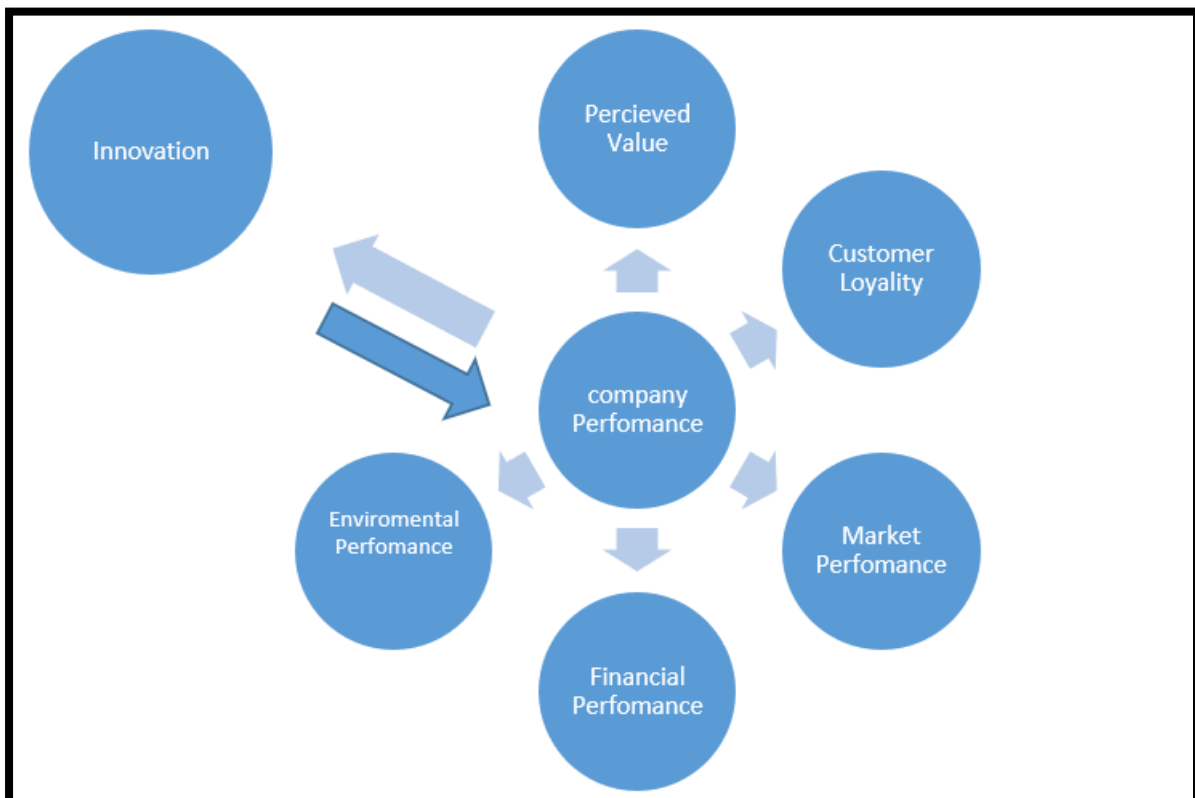 Innovation
Percieved
Value
Customer
Loyality
company
Perfomance
Enviromental
Perfomance
Market
Perfomance
Financial
Perfomance